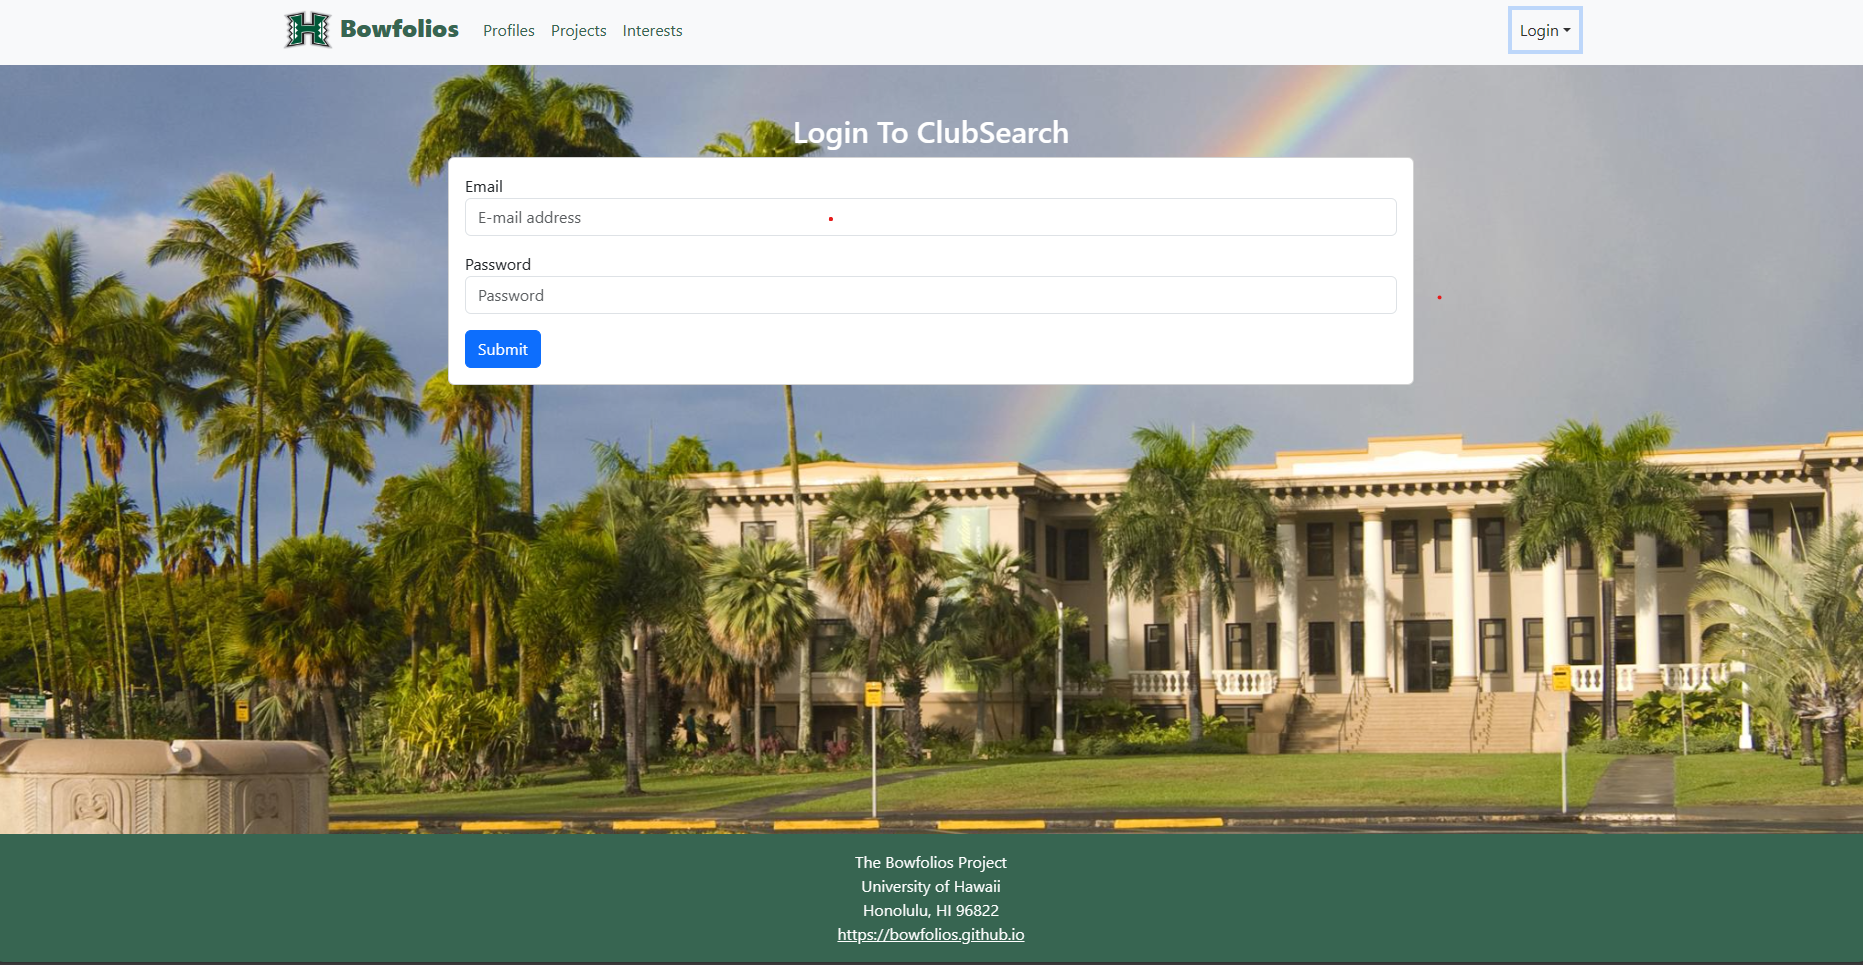 Bowfolios
Profiles
Projects
Interests
Login
Login To ClubSearch
Email
E-mail address
Password
Password
Submit
The Bowfolios Project
University of Hawaii
Honolulu, HI 96822
https://bowfolios.github.io